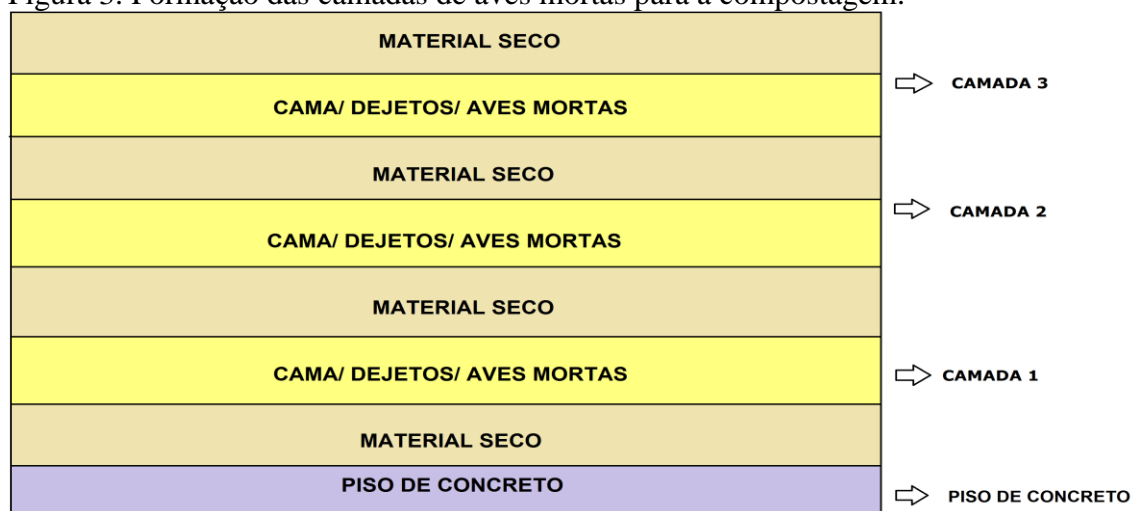 Figura 3. Formação das camadas de aves mortas para a compostagem.
MATERIAL SECO
CAMADA 3
CAMA/ DEJETOS/ AVES MORTAS
MATERIAL SECO
CAMADA 2
CAMA/ DEJETOS/ AVES MORTAS
MATERIAL SECO
CAMA/ DEJETOS/ AVES MORTAS
CAMADA 1
MATERIAL SECO
PISO DE CONCRETO
PISO DE CONCRETO